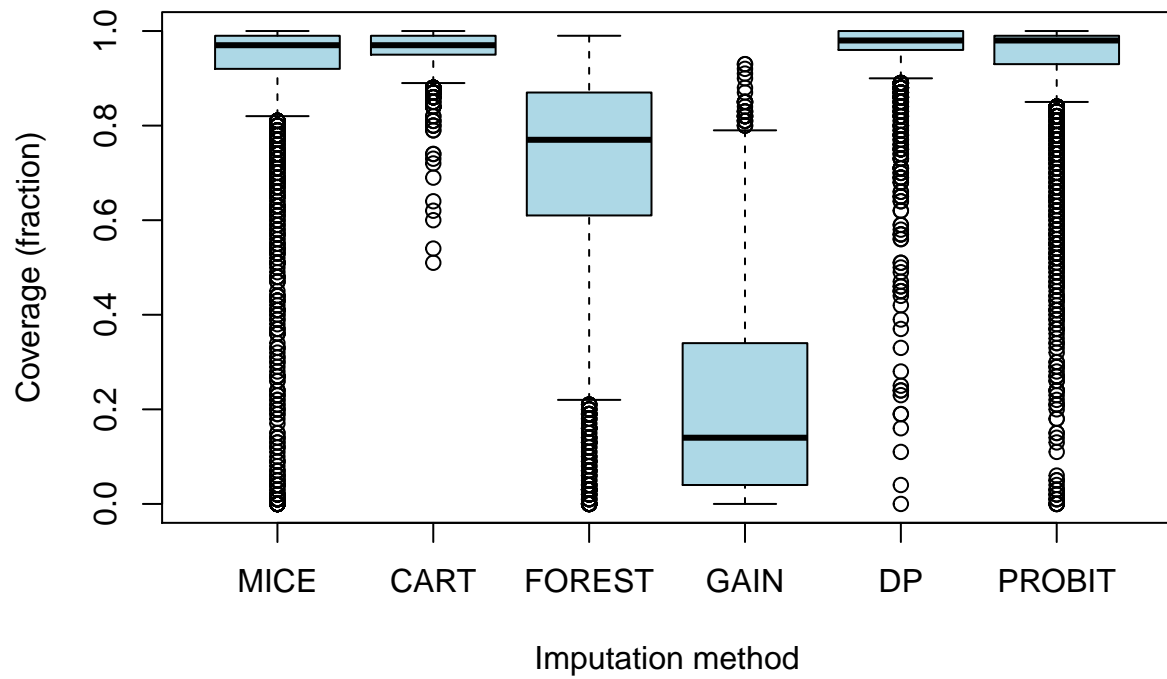 Coverage (fraction)
1.0
0.8
0.6
0.4
0.2
0.0
MICE CART FOREST GAIN DP PROBIT
Imputation method